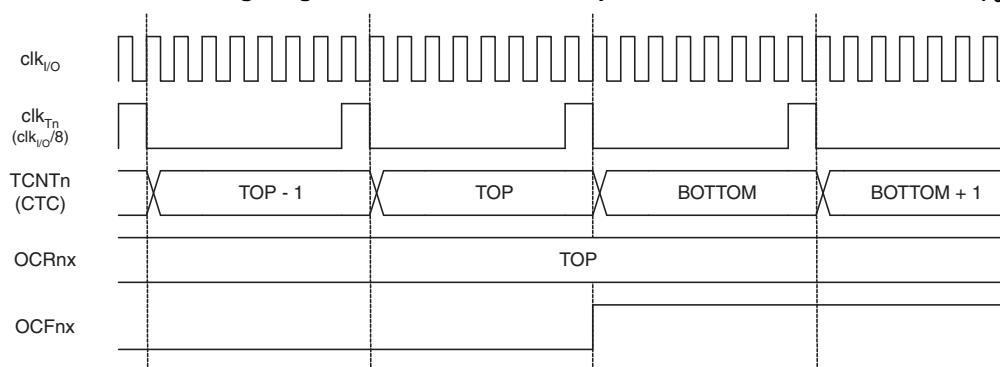 clkI/O
clkTn
(clkI/O/8)
TCNTn
(CTC)
TOP - 1
TOP
BOTTOM
BOTTOM + 1
OCRnx
TOP
OCFnx